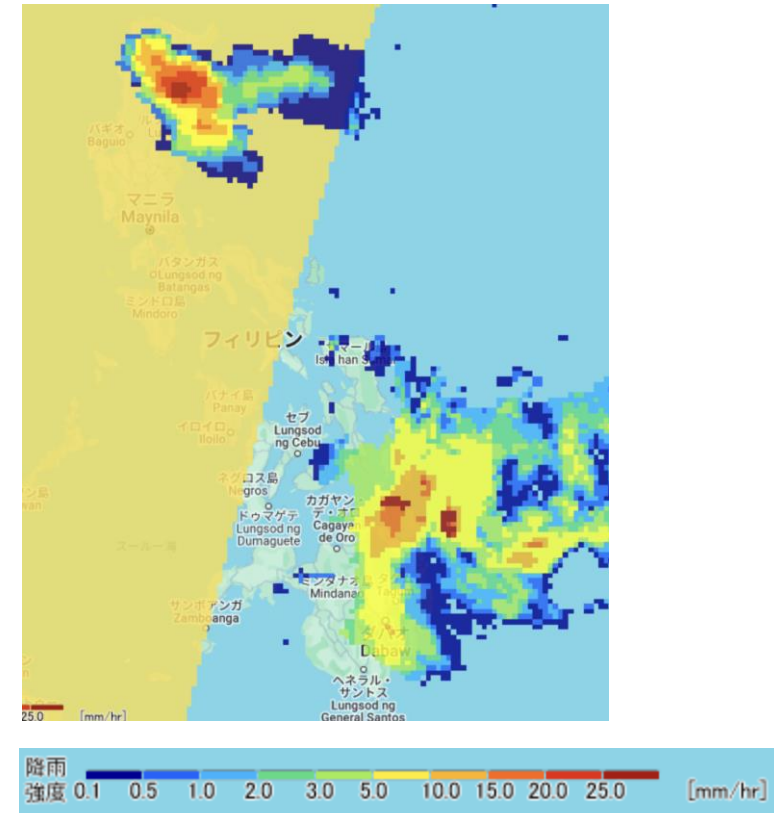 バギオ
Baguio
ル
L
マニラ
Maynila
バタンガス
Lungsod ng
Batangas
ミンドロ島
Mindoro
フィリピン
サマール島
パナイ島
Panay
イロイロ
Iloilo
セブ
Lungsod
ng Cebu
ネグロス島
Negros
ドゥマゲテ
Lungsod ng
Dumaguete
カガヤン・
デ・オロ
Cagayan
de Oro
スールー海
ミンダナオ
Mindanao
サンボアンガ
Zamboanga
ダバオ
Dabaw
ヘネラル・
サントス
Lungsod ng
General Santos
25.0 [mm/hr]
降雨
強度 0.1 0.5 1.0 2.0 3.0 5.0 10.0 15.0 20.0 25.0 [mm/hr]